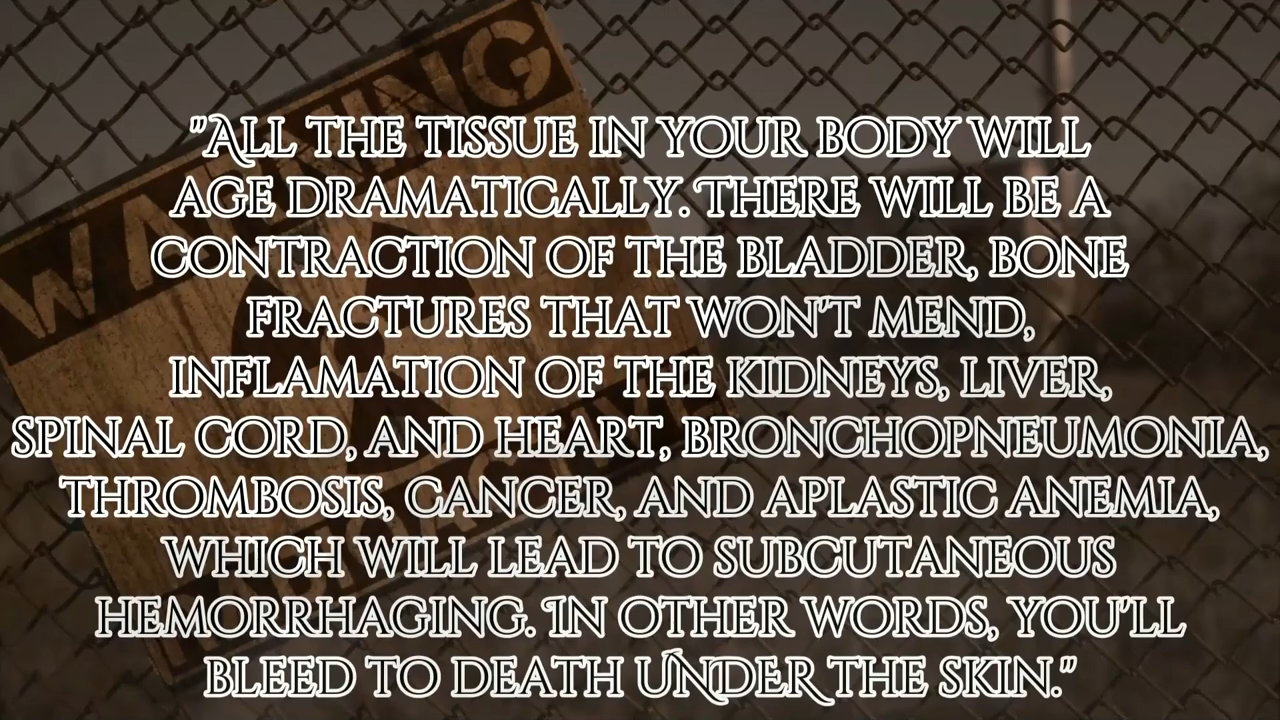 WARNING
"All the tissue in your body will
age dramatically. There will be a
contraction of the bladder, bone
fractures that won't mend,
inflamation of the kidneys, liver,
spinal cord, and heart, bronchopneumonia,
thrombosis, cancer, and aplastic anemia,
which will lead to subcutaneous
hemorrhaging. In other words, you'll
bleed to death under the skin."